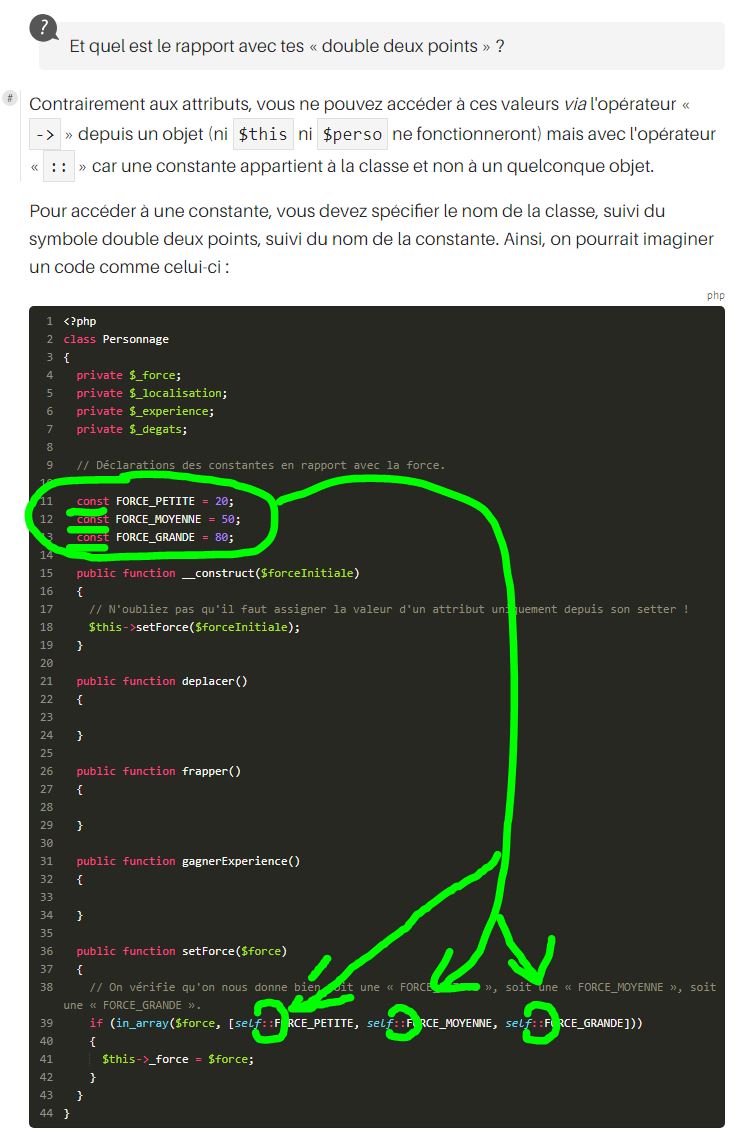 ?
Et quel est le rapport avec tes « double deux points » ?
#
Contrairement aux attributs, vous ne pouvez accéder à ces valeurs via l'opérateur «
-> » depuis un objet (ni $this ni $perso ne fonctionneront) mais avec l'opérateur
« :: » car une constante appartient à la classe et non à un quelconque objet.
Pour accéder à une constante, vous devez spécifier le nom de la classe, suivi du
symbole double deux points, suivi du nom de la constante. Ainsi, on pourrait imaginer
un code comme celui-ci :
php
1 <?php
2 class Personnage
3 {
4 private $_force;
5 private $_localisation;
6 private $_experience;
7 private $_degats;
8
9 // Déclarations des constantes en rapport avec la force.
10
11 const FORCE_PETITE = 20;
12 const FORCE_MOYENNE = 50;
13 const FORCE_GRANDE = 80;
14
15 public function __construct($forceInitiale)
16 {
17 // N'oubliez pas qu'il faut assigner la valeur d'un attribut uniquement depuis son setter !
18 $this->setForce($forceInitiale);
19 }
20
21 public function deplacer()
22 {
23
24 }
25
26 public function frapper()
27 {
28
29 }
30
31 public function gagnerExperience()
32 {
33
34 }
35
36 public function setForce($force)
37 {
38 // On vérifie qu'on nous donne bien soit une « FORCE », soit une « FORCE_MOYENNE », soit
une « FORCE_GRANDE ».
39 if (in_array($force, [self::FORCE_PETITE, self::FORCE_MOYENNE, self::FORCE_GRANDE]))
40 {
41 $this->_force = $force;
42 }
43 }
44 }